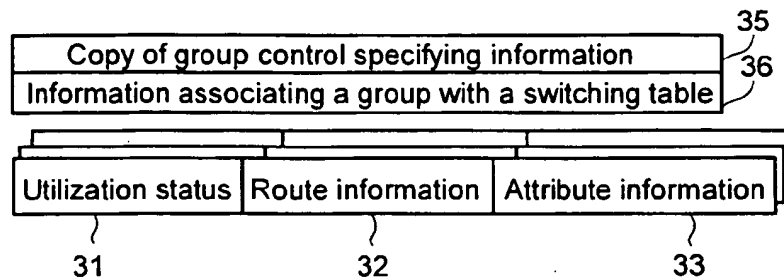 35
Copy of group control specifying information
36
Information associating a group with a switching table
Utilization status Route information Attribute information
31 32 33